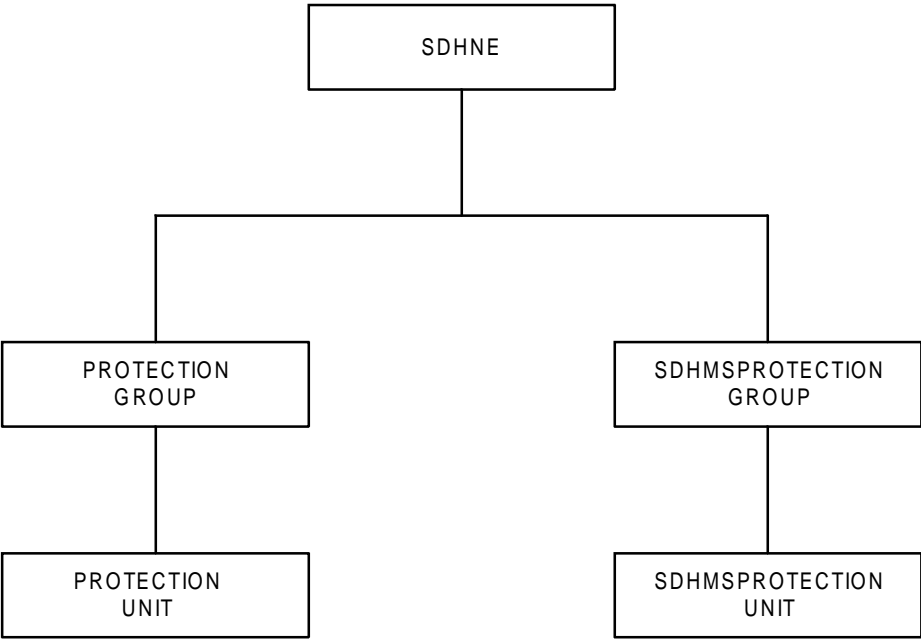 SDHNE
PROTECTION
GROUP
SDHMSPROTECTION
GROUP
PROTECTION
UNIT
SDHMSPROTECTION
UNIT